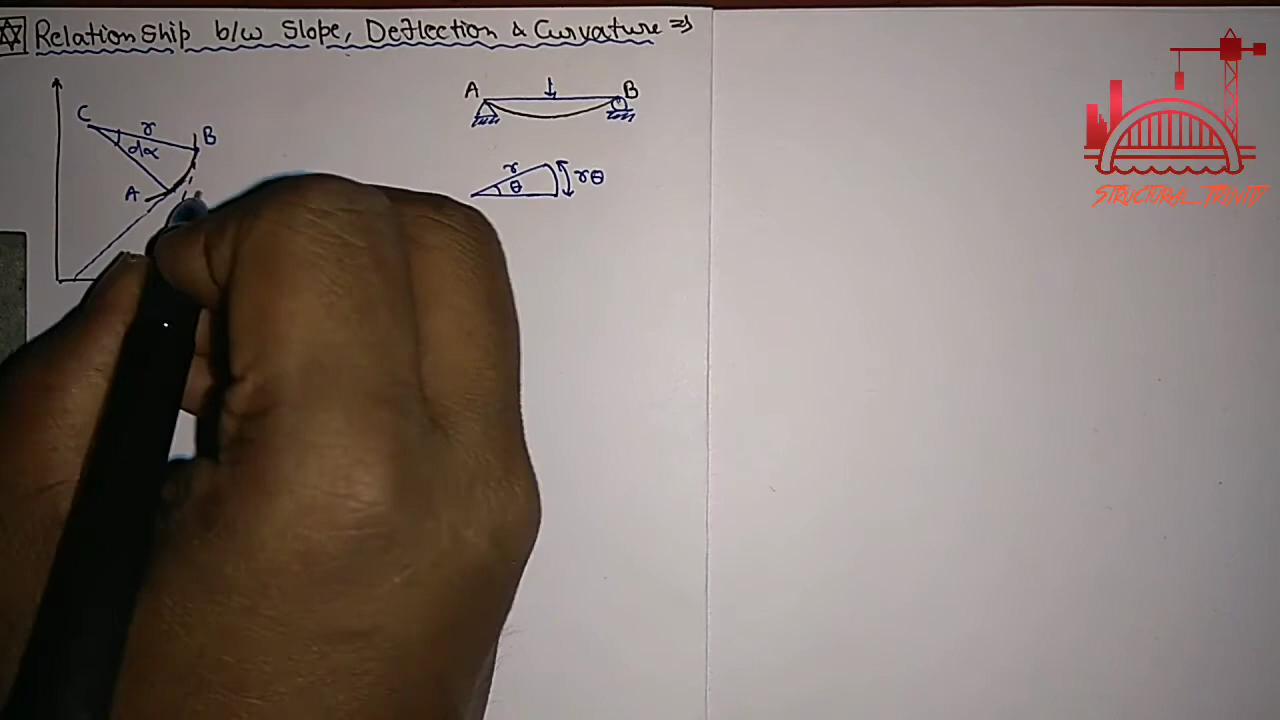 Relationship b/w Slope, Deflection & Curvature ⇒
C
r
B
dα
A
A
B
r
θ
rθ
STRUCTURAL_TRINITY